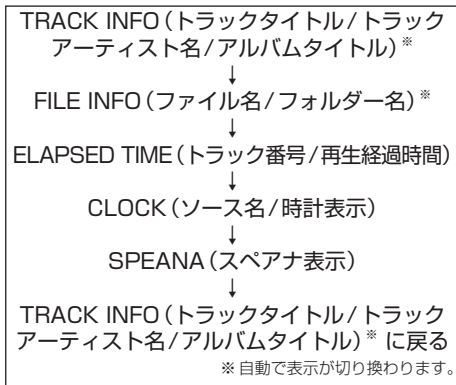 TRACK INFO（トラックタイトル/トラック
アーティスト名/アルバムタイトル）※
↓
FILE INFO（ファイル名/フォルダー名）※
↓
ELAPSED TIME（トラック番号/再生経過時間）
↓
CLOCK（ソース名/時計表示）
↓
SPEANA（スペアナ表示）
↓
TRACK INFO（トラックタイトル/トラック
アーティスト名/アルバムタイトル）※ に戻る
※ 自動で表示が切り換わります。